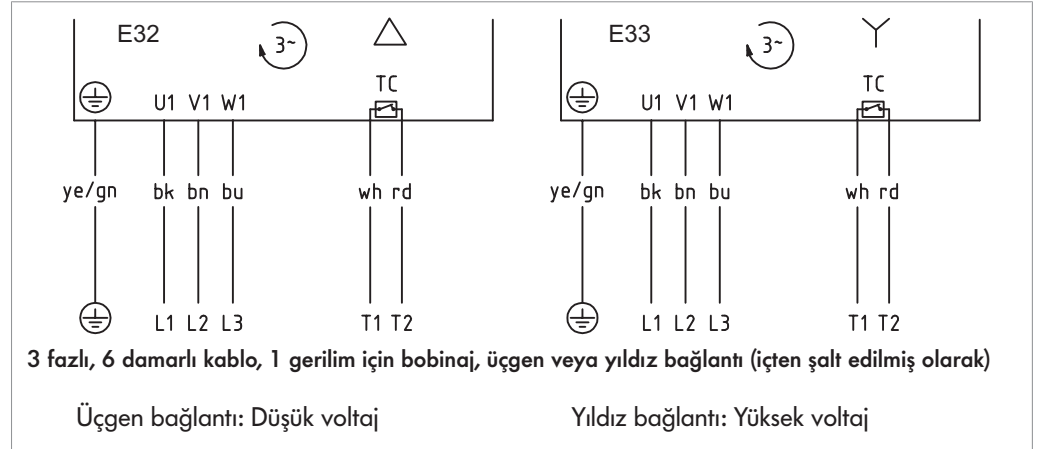 E32 3~ E33 3~
TC TC
U1 V1 W1 U1 V1 W1
ye/gn bk bn bu wh rd ye/gn bk bn bu wh rd
L1 L2 L3 T1 T2 L1 L2 L3 T1 T2
3 fazlı, 6 damarlı kablo, 1 gerilim için bobinaj, üçgen veya yıldız bağlantı (içten şalt edilmiş olarak)
Üçgen bağlantı: Düşük voltaj Yıldız bağlantı: Yüksek voltaj